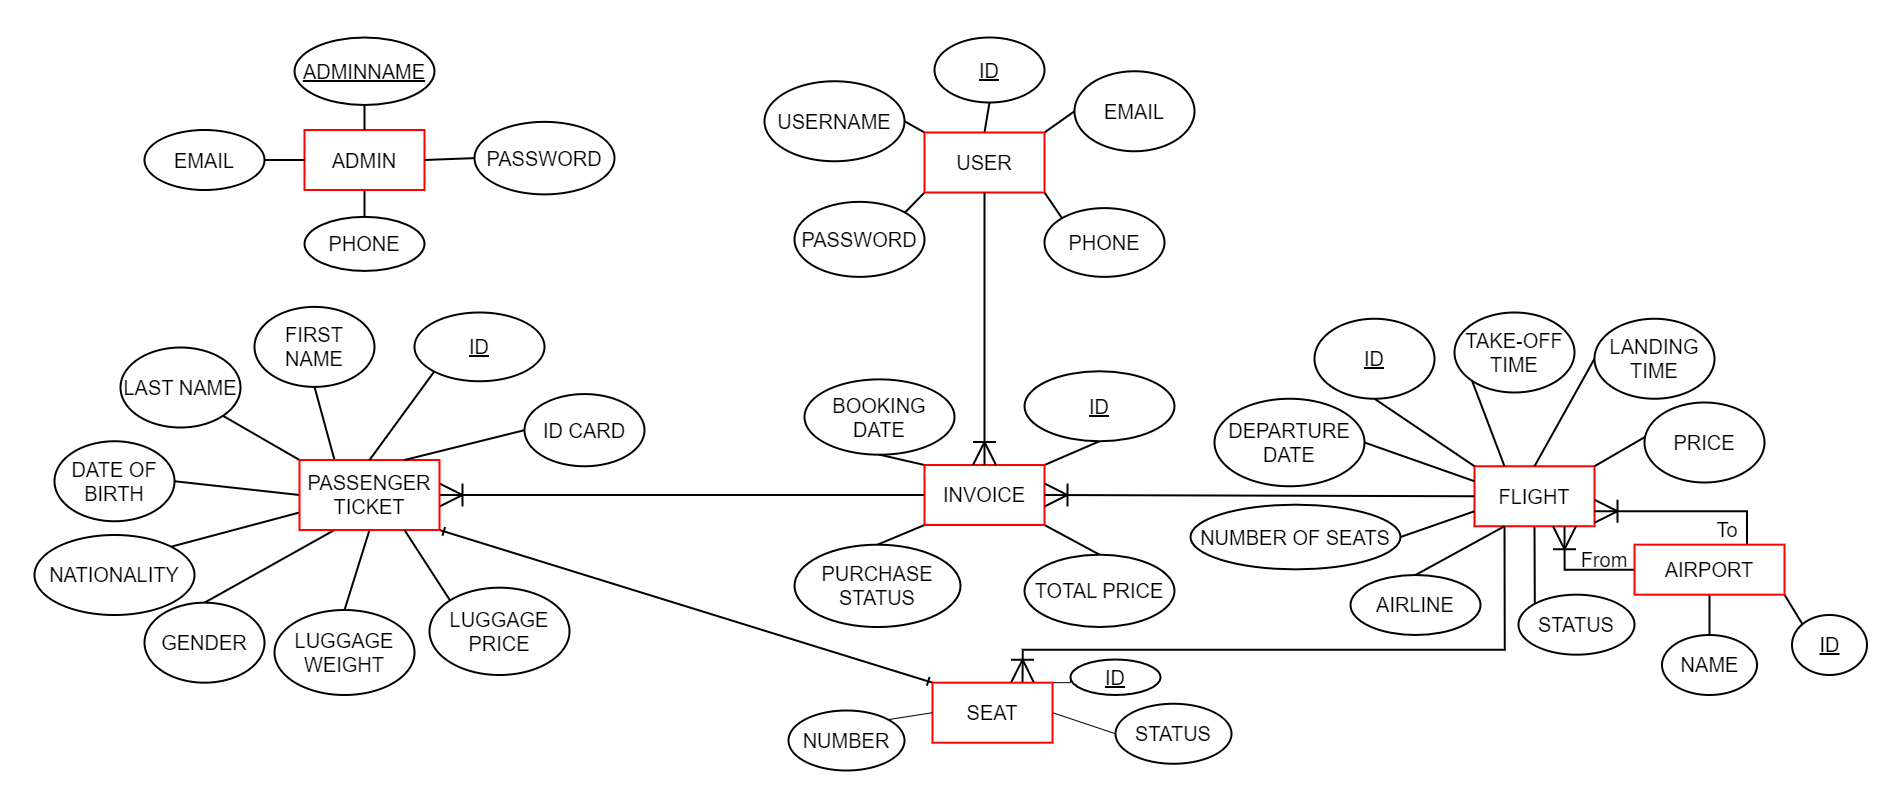 ADMINNAME
EMAIL
ADMIN
PASSWORD
PHONE
ID
USERNAME
EMAIL
USER
PASSWORD
PHONE
FIRST
NAME
ID
LAST NAME
ID CARD
DATE OF
BIRTH
PASSENGER
TICKET
NATIONALITY
GENDER
LUGGAGE
WEIGHT
LUGGAGE
PRICE
BOOKING
DATE
ID
INVOICE
PURCHASE
STATUS
TOTAL PRICE
ID
TAKE-OFF
TIME
LANDING
TIME
DEPARTURE
DATE
PRICE
FLIGHT
NUMBER OF SEATS
AIRLINE
STATUS
To
From
AIRPORT
NAME
ID
ID
SEAT
NUMBER
STATUS